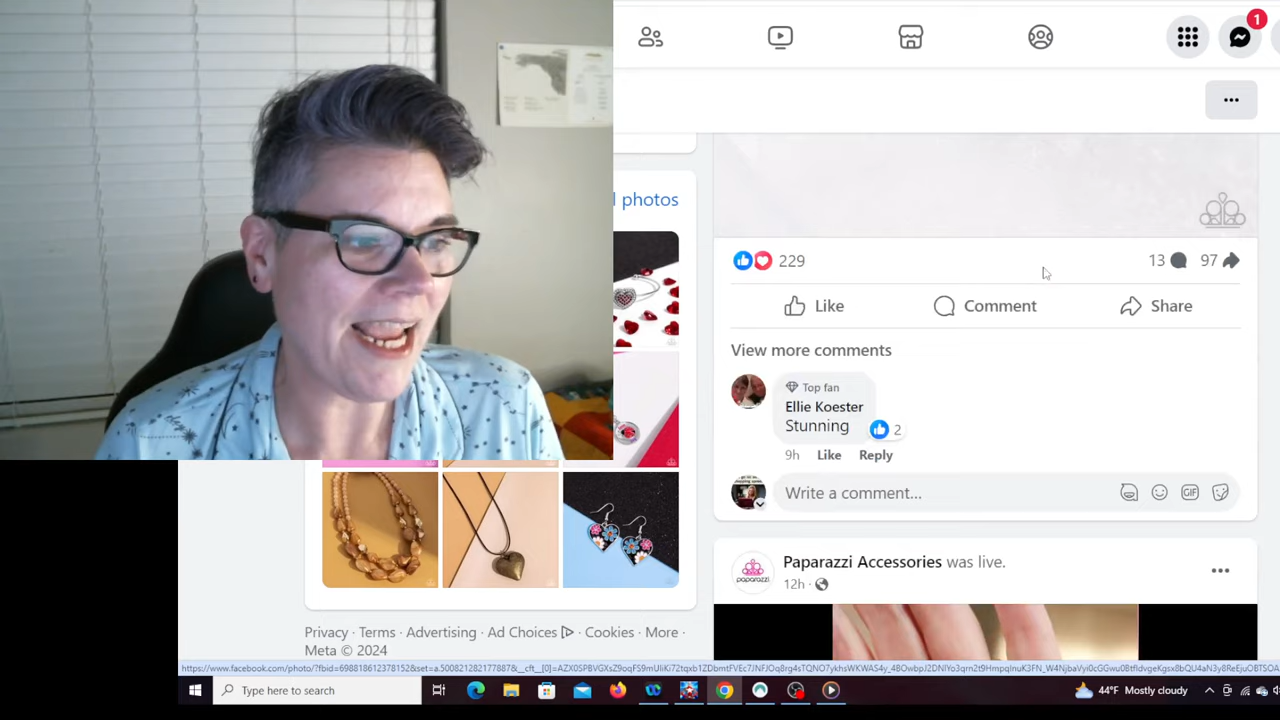 1
l photos
229
13
97
Like
Comment
Share
View more comments
Top fan
Ellie Koester
Stunning
2
9h Like Reply
Write a comment...
GIF
Paparazzi Accessories was live.
paparazzi
12h ·
Privacy · Terms · Advertising · Ad Choices · Cookies · More ·
Meta © 2024
Type here to search
44°F Mostly cloudy